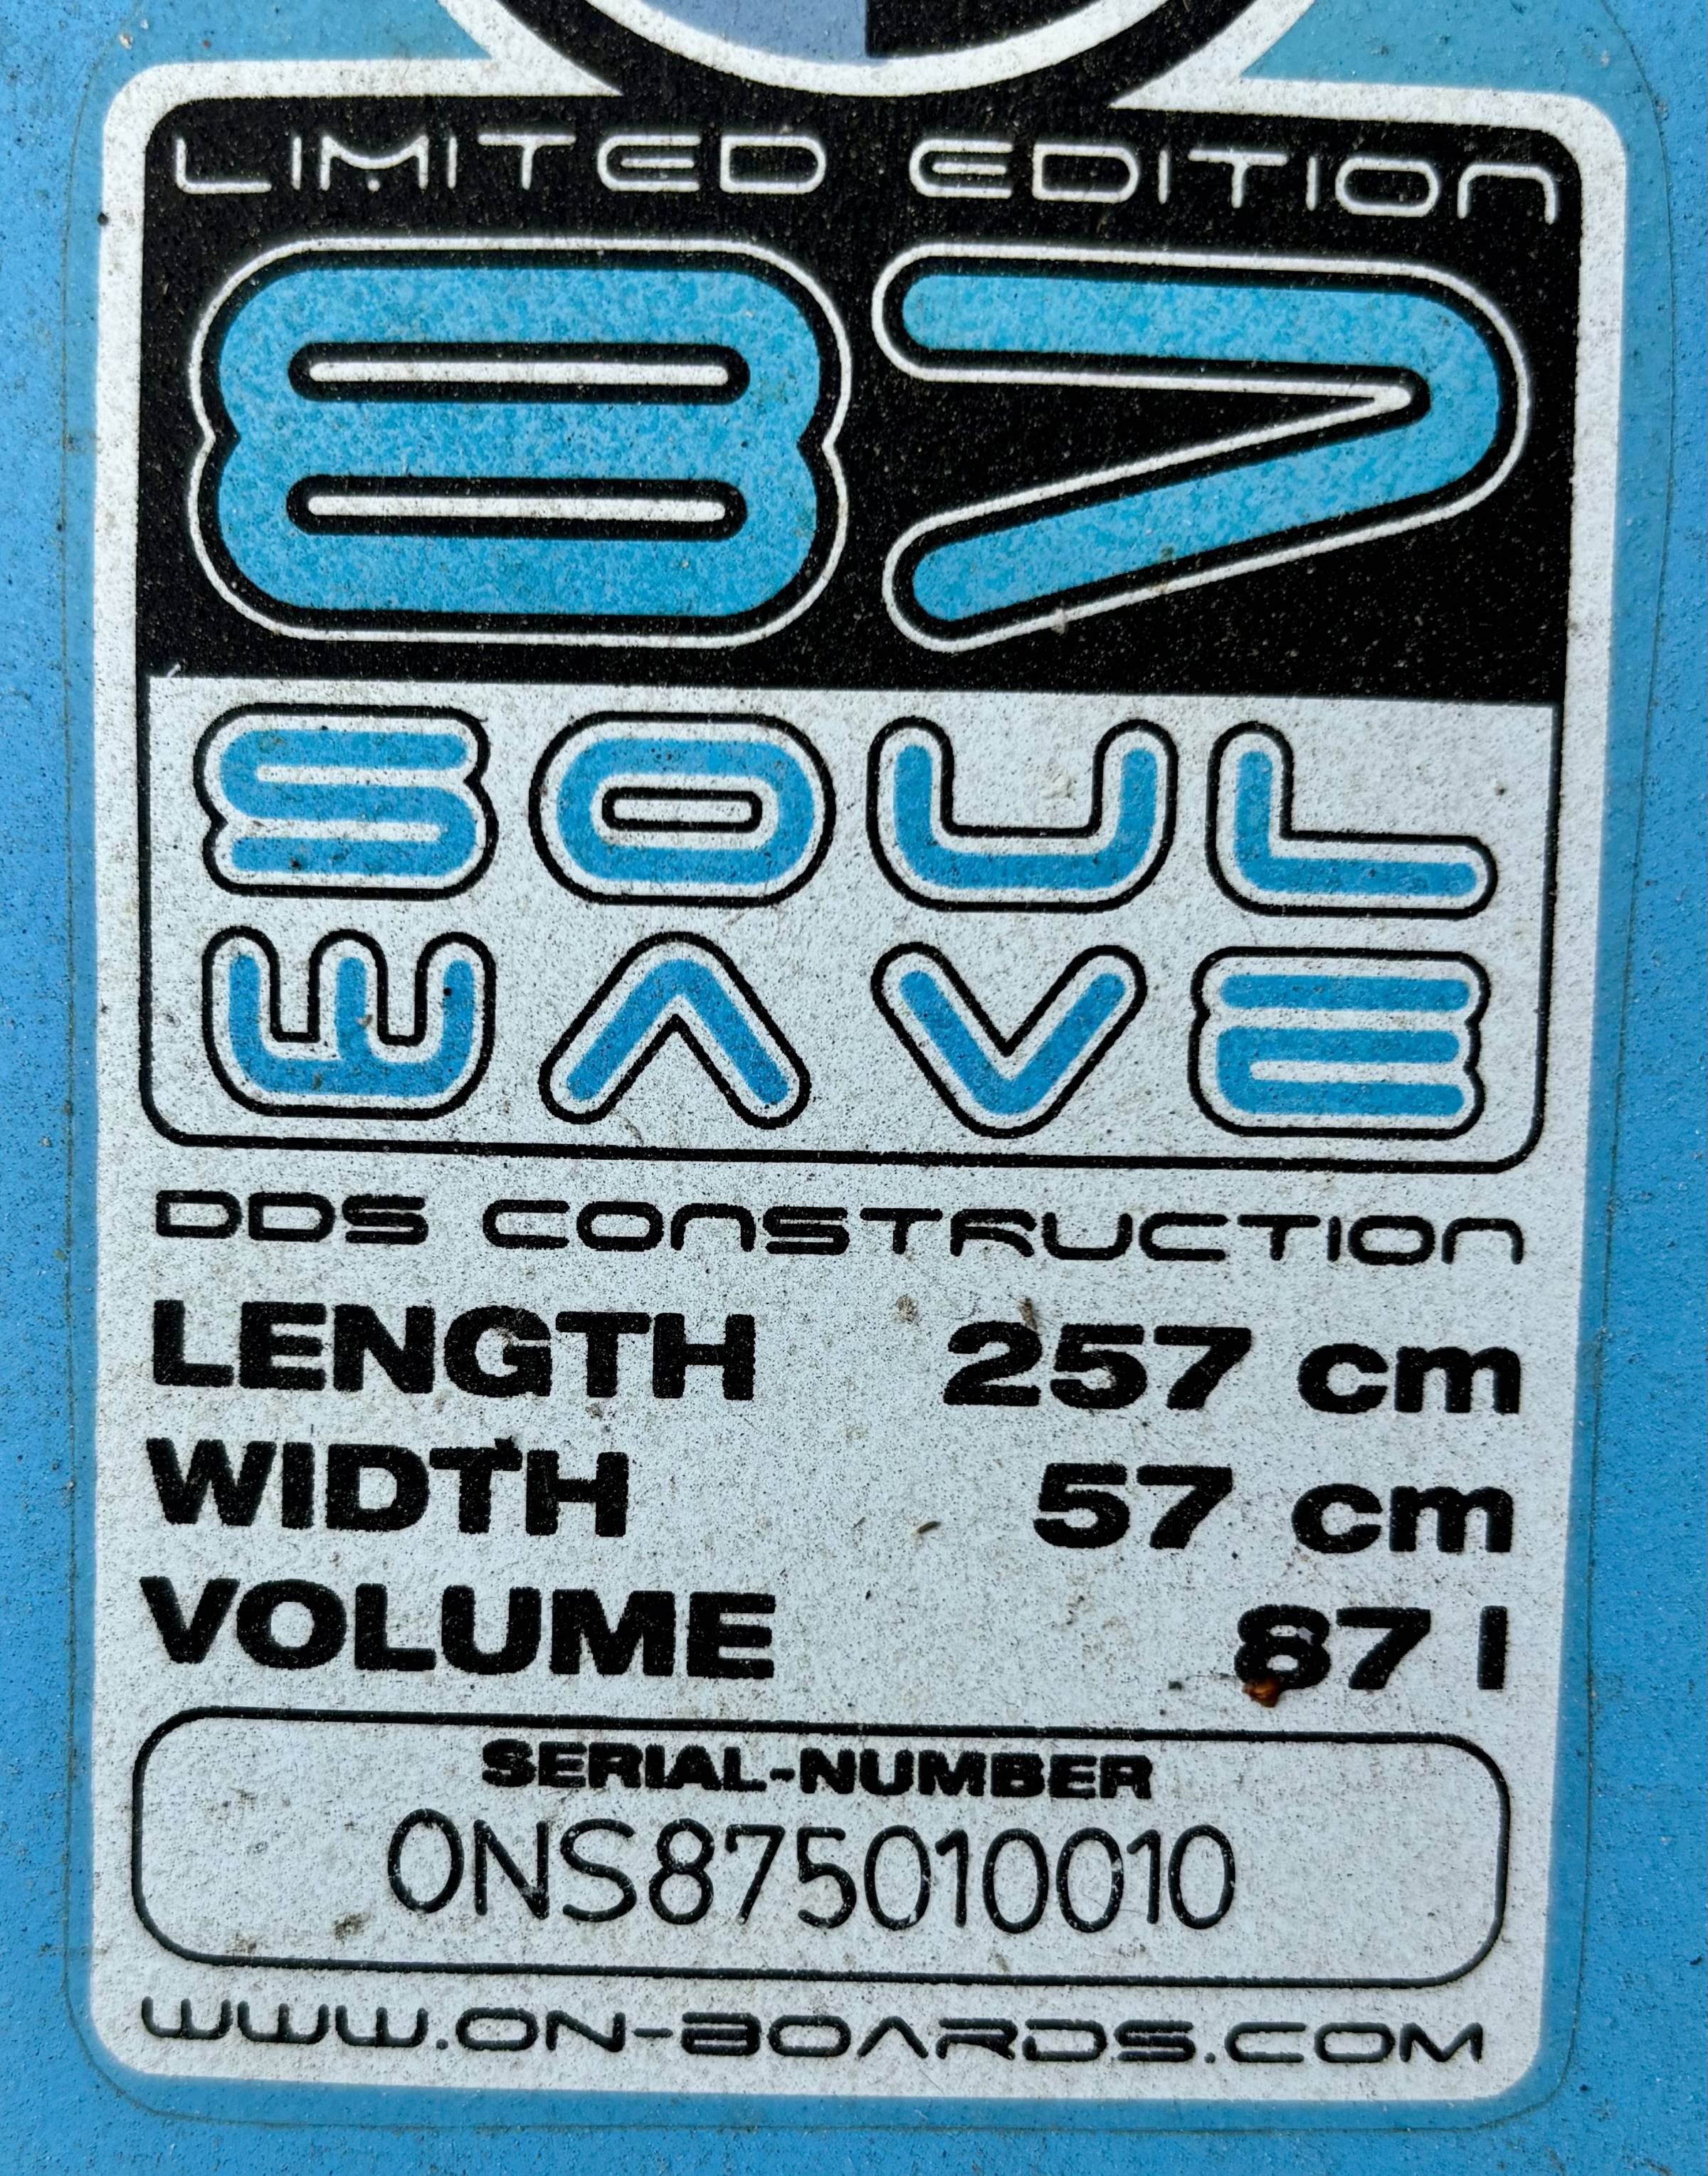 LIMITED EDITION
87
SOUL
WAVE
DDS CONSTRUCTION
LENGTH 257 cm
WIDTH 57 cm
VOLUME 87 l
SERIAL-NUMBER
ONS875010010
WWW.ON-BOARDS.COM